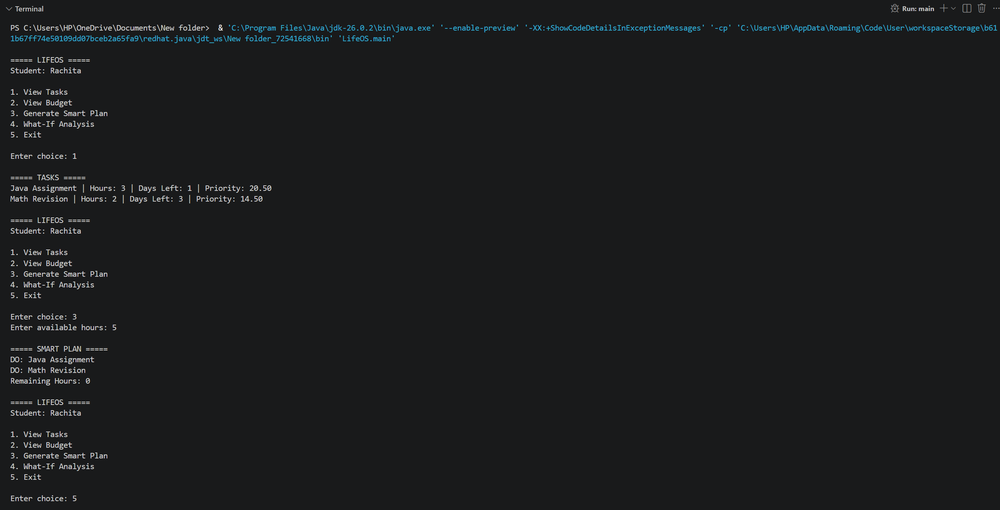 Terminal
Run: main
PS C:\Users\HP\OneDrive\Documents\New folder>  & 'C:\Program Files\Java\jdk-26.0.2\bin\java.exe' '--enable-preview' '-XX:+ShowCodeDetailsInExceptionMessages' '-cp' 'C:\Users\HP\AppData\Roaming\Code\User\workspaceStorage\b61
1b67ff74e50109dd07bceb2a65fa9\redhat.java\jdt_ws\New folder_72541668\bin' 'LifeOS.main'
===== LIFEOS =====
Student: Rachita
1. View Tasks
2. View Budget
3. Generate Smart Plan
4. What-If Analysis
5. Exit
Enter choice: 1
===== TASKS =====
Java Assignment | Hours: 3 | Days Left: 1 | Priority: 20.50
Math Revision | Hours: 2 | Days Left: 3 | Priority: 14.50
===== LIFEOS =====
Student: Rachita
1. View Tasks
2. View Budget
3. Generate Smart Plan
4. What-If Analysis
5. Exit
Enter choice: 3
Enter available hours: 5
===== SMART PLAN =====
DO: Java Assignment
DO: Math Revision
Remaining Hours: 0
===== LIFEOS =====
Student: Rachita
1. View Tasks
2. View Budget
3. Generate Smart Plan
4. What-If Analysis
5. Exit
Enter choice: 5